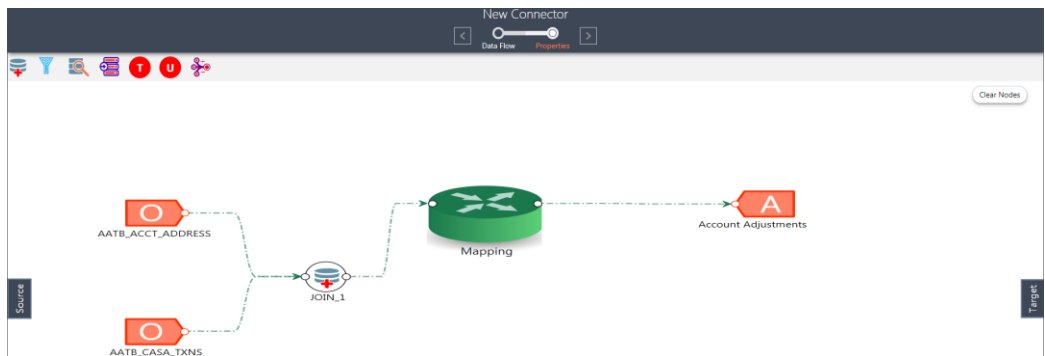 New Connector
Data Flow
Properties
T
U
Clear Nodes
O
AATB_ACCT_ADDRESS
A
Account Adjustments
Mapping
Source
JOIN_1
Target
O
AATB_CASA_TXNS